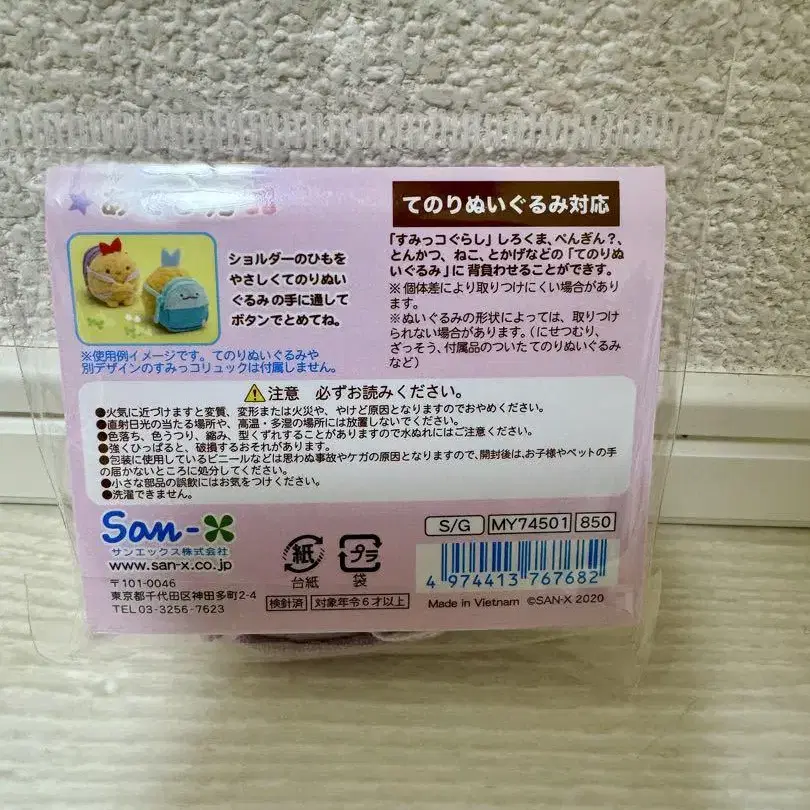 てのりぬいぐるみ対応
ショルダーのひもを
やさしくてのりぬい
ぐるみの手に通して
ボタンでとめてね。
※使用例イメージです。てのりぬいぐるみや
別デザインのすみっコリュックは付属しません。
「すみっコぐらし」しろくま、ぺんぎん?、
とんかつ、ねこ、とかげなどの「てのりぬ
いぐるみ」に背負わせることができす。
※個体差により取りつけにくい場合があり
ます。
※ぬいぐるみの形状によっては、取りつけ
られない場合があります。(にせつむり、
ざっそう、付属品のついたてのりぬいぐるみ
など)
注意 必ずお読みください。
●火気に近づけますと変質、変形または火災や、やけど原因となりますのでおやめください。
●直射日光の当たる場所や、高温・多湿の場所には放置しないでください。
●色落ち、色うつり、縮み、型くずれすることがありますので水ぬれにはご注意ください。
●強くひっぱると、破損するおそれがあります。
●包装に使用しているビニールなどは思わぬ事故やケガの原因となりますので、開封後は、お子様やペットの手
の届かないところに処分してください。
●小さな部品の誤飲にはお気をつけください。
●洗濯できません。
San-X
サンエックス株式会社
www.san-x.co.jp
〒101-0046
東京都千代田区神田多町2-4
TEL 03-3256-7623
紙
台紙
プラ
袋
検針済
対象年令6才以上
S/G
MY74501
850
4 974413 767682
Made in Vietnam ©SAN-X 2020